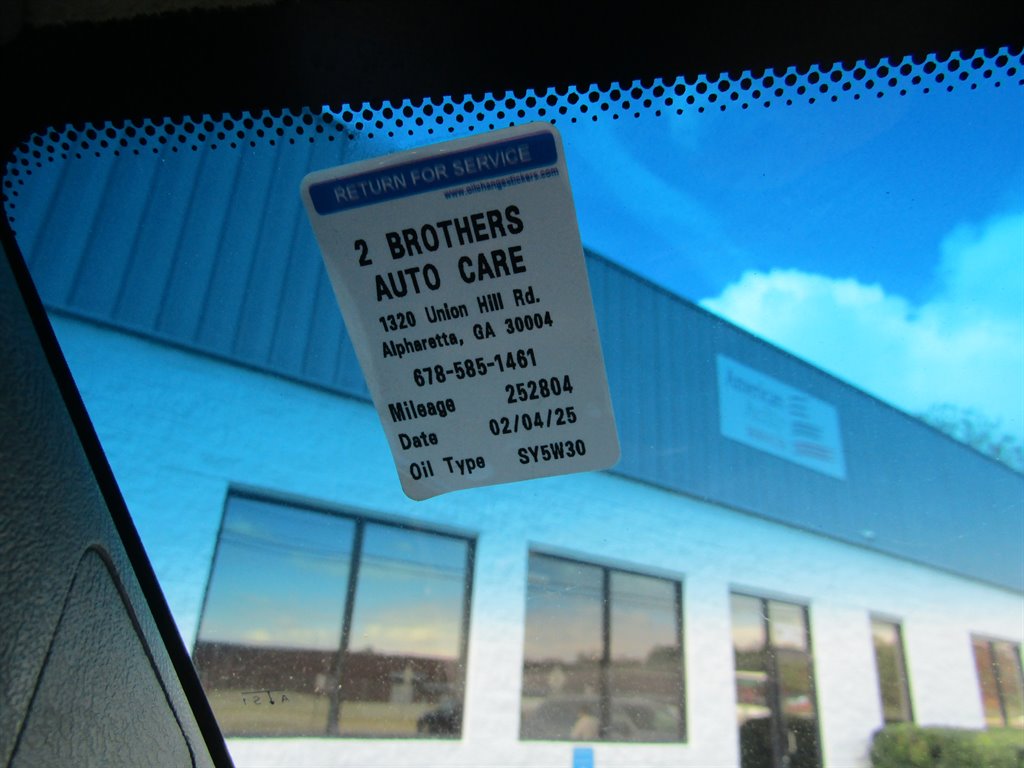 RETURN FOR SERVICE
www.oilchangestickers.com
2 BROTHERS
AUTO CARE
1320 Union Hill Rd.
Alpharetta, GA 30004
678-585-1461
Mileage 252804
Date 02/04/25
Oil Type SY5W30
American